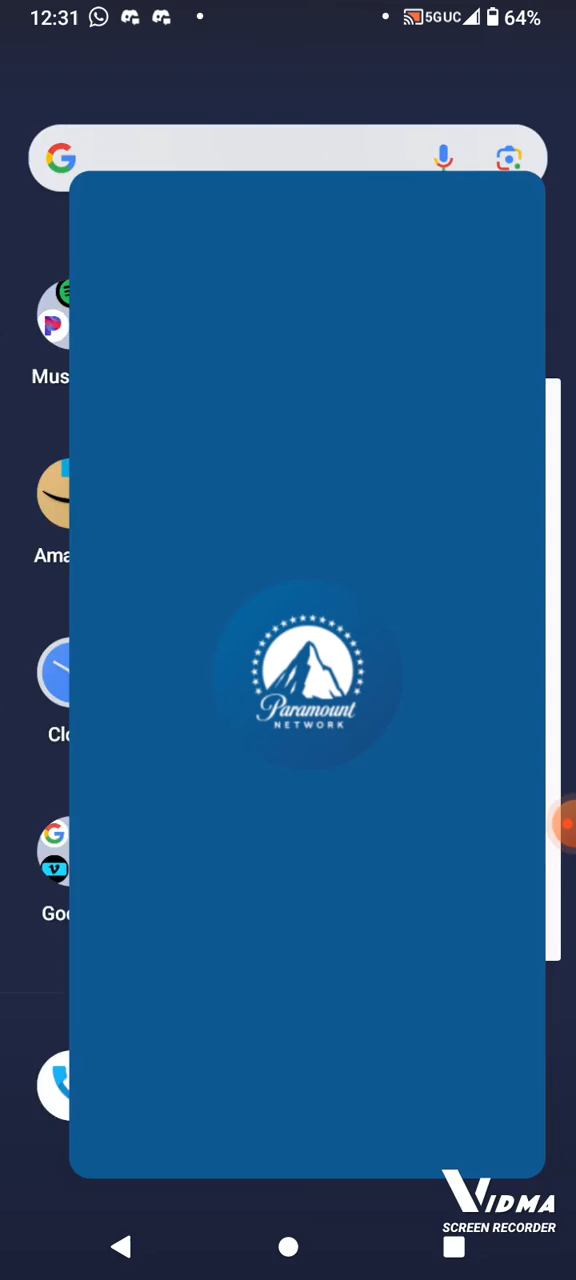 12:31
5GUC
64%
Mus
Ama
Clo
Goo
Paramount
NETWORK
VIDMA
SCREEN RECORDER